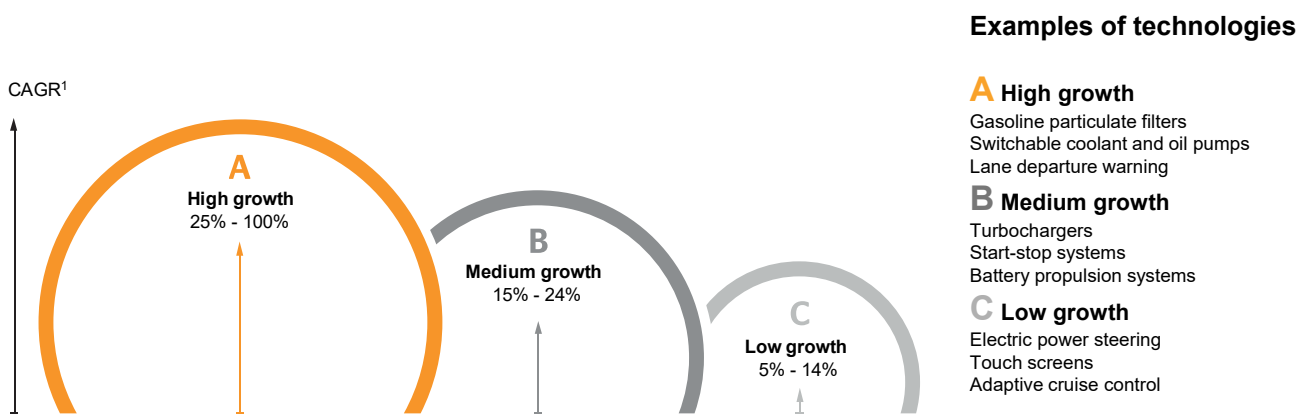 CAGR¹
A
High growth
25% - 100%
B
Medium growth
15% - 24%
C
Low growth
5% - 14%
Examples of technologies
A High growth
Gasoline particulate filters
Switchable coolant and oil pumps
Lane departure warning
B Medium growth
Turbochargers
Start-stop systems
Battery propulsion systems
C Low growth
Electric power steering
Touch screens
Adaptive cruise control